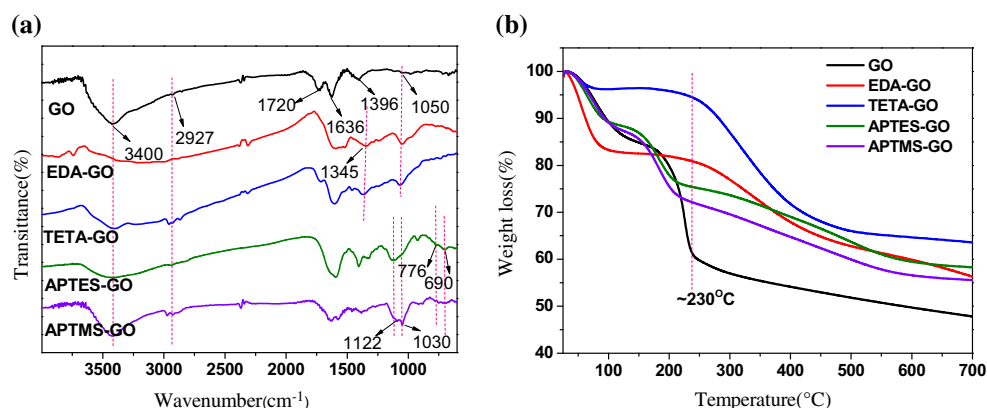 (a)
Transittance(%)
GO
EDA-GO
TETA-GO
APTES-GO
APTMS-GO
1720
1396
1050
1636
2927
3400
1345
776
690
1122
1030
3500
3000
2500
2000
1500
1000
Wavenumber(cm⁻¹)
(b)
Weight loss(%)
100
90
80
70
60
50
40
GO
EDA-GO
TETA-GO
APTES-GO
APTMS-GO
~230°C
100
200
300
400
500
600
700
Temperature(°C)